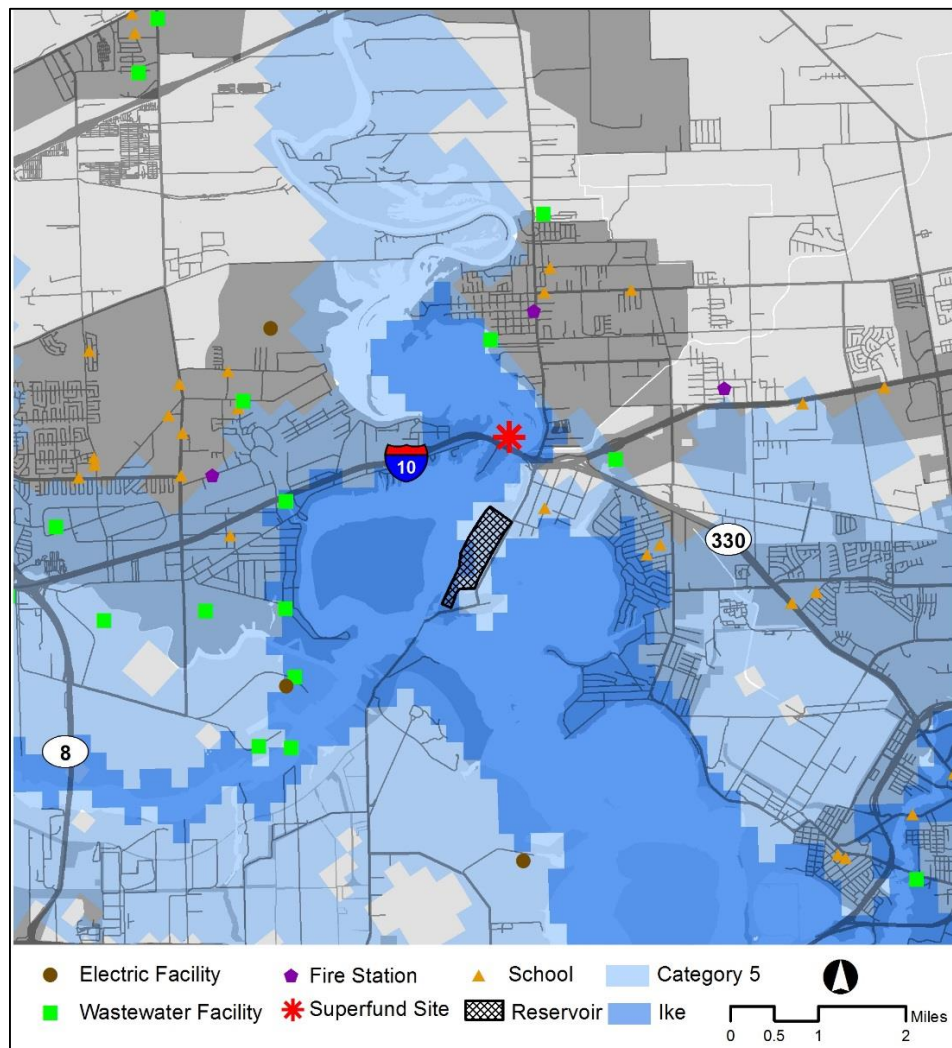 10
330
8
Electric Facility
Fire Station
School
Category 5
Wastewater Facility
Superfund Site
Reservoir
Ike
Miles
0 0.5 1 2